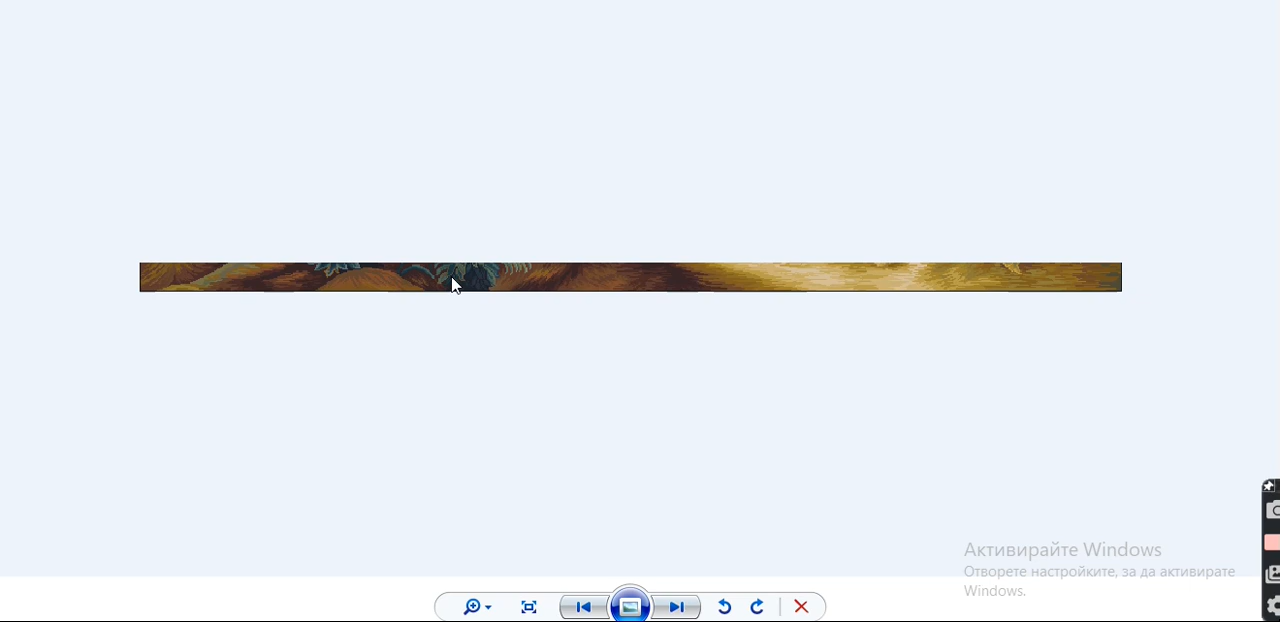 Активирайте Windows
Отворете настройките, за да активирате
Windows.